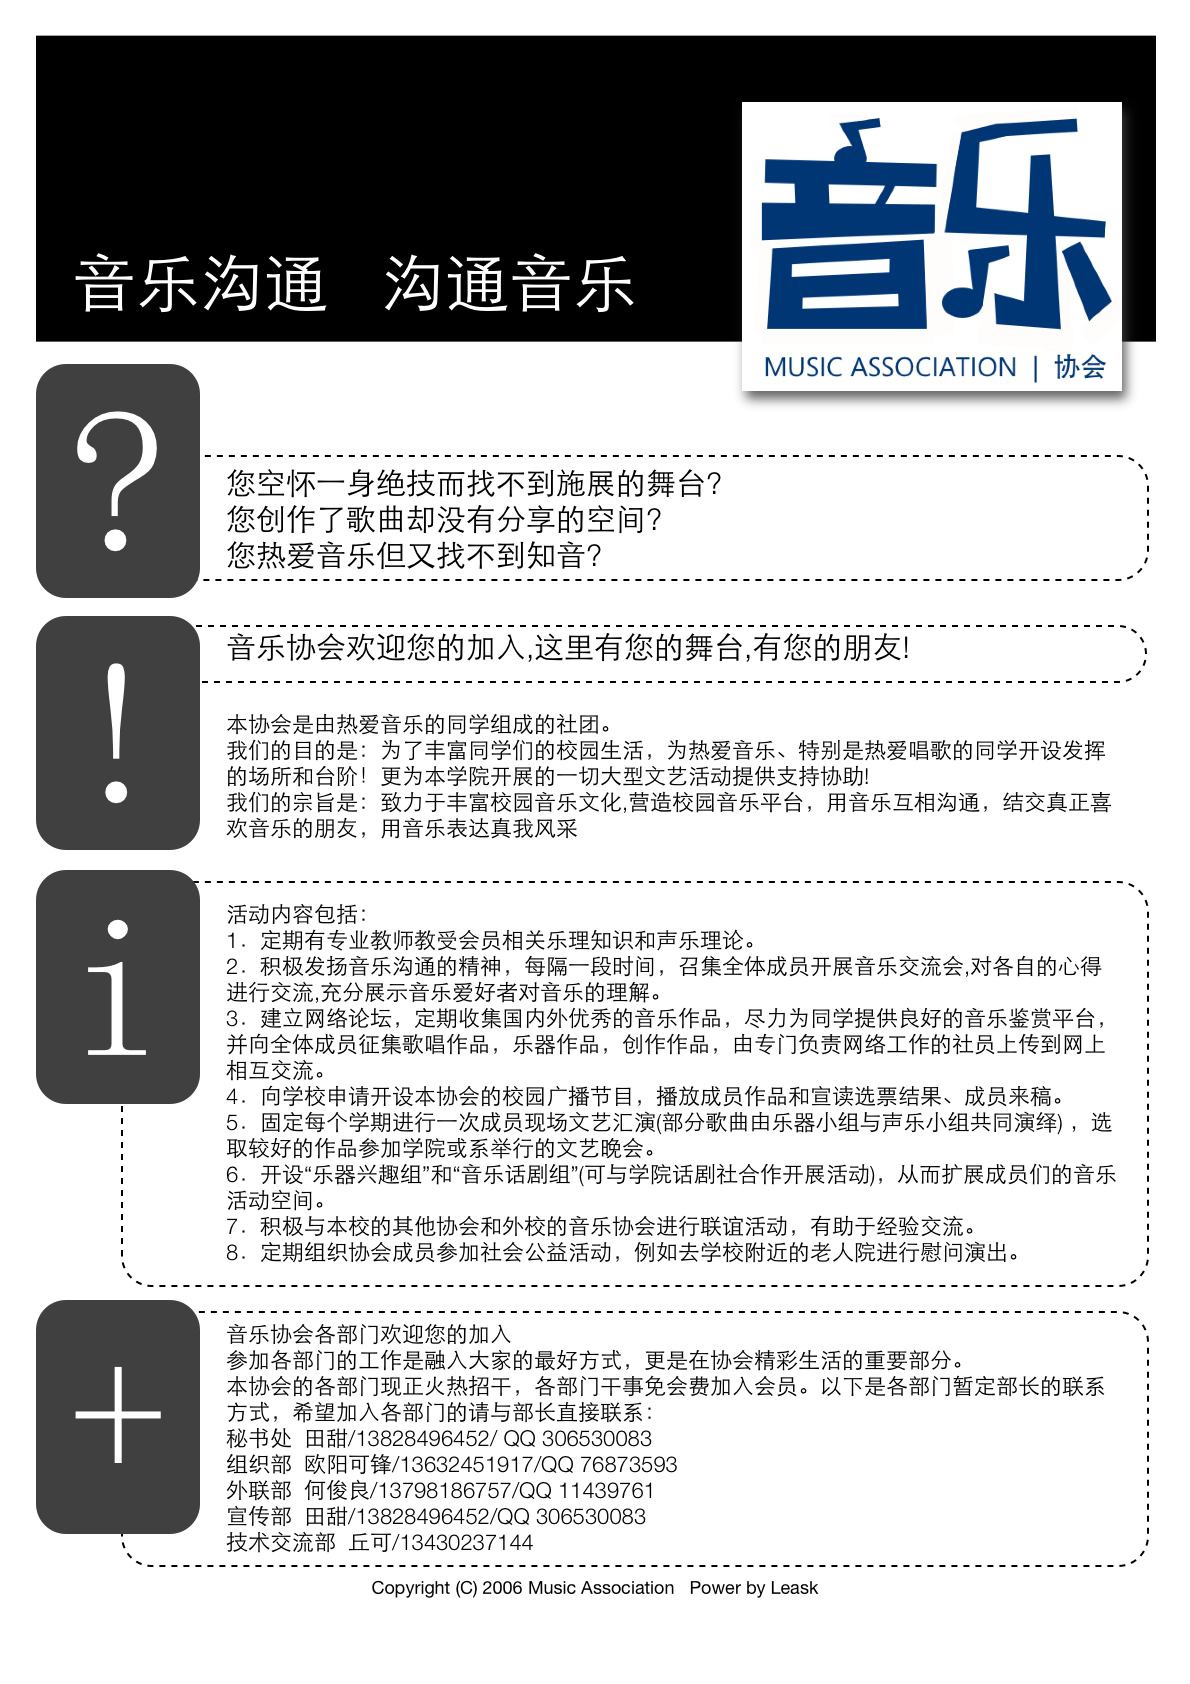 音乐沟通 沟通音乐
音乐
MUSIC ASSOCIATION | 协会
?
您空怀一身绝技而找不到施展的舞台?
您创作了歌曲却没有分享的空间?
您热爱音乐但又找不到知音?
!
音乐协会欢迎您的加入,这里有您的舞台,有您的朋友!
本协会是由热爱音乐的同学组成的社团。
我们的目的是：为了丰富同学们的校园生活，为热爱音乐、特别是热爱唱歌的同学开设发挥
的场所和台阶！更为本学院开展的一切大型文艺活动提供支持协助!
我们的宗旨是：致力于丰富校园音乐文化,营造校园音乐平台，用音乐互相沟通，结交真正喜
欢音乐的朋友，用音乐表达真我风采
i
活动内容包括：
1．定期有专业教师教受会员相关乐理知识和声乐理论。
2．积极发扬音乐沟通的精神，每隔一段时间，召集全体成员开展音乐交流会,对各自的心得
进行交流,充分展示音乐爱好者对音乐的理解。
3．建立网络论坛，定期收集国内外优秀的音乐作品，尽力为同学提供良好的音乐鉴赏平台，
并向全体成员征集歌唱作品，乐器作品，创作作品，由专门负责网络工作的社员上传到网上
相互交流。
4．向学校申请开设本协会的校园广播节目，播放成员作品和宣读选票结果、成员来稿。
5．固定每个学期进行一次成员现场文艺汇演(部分歌曲由乐器小组与声乐小组共同演绎)，选
取较好的作品参加学院或系举行的文艺晚会。
6．开设“乐器兴趣组”和“音乐话剧组”(可与学院话剧社合作开展活动)，从而扩展成员们的音乐
活动空间。
7．积极与本校的其他协会和外校的音乐协会进行联谊活动，有助于经验交流。
8．定期组织协会成员参加社会公益活动，例如去学校附近的老人院进行慰问演出。
+
音乐协会各部门欢迎您的加入
参加各部门的工作是融入大家的最好方式，更是在协会精彩生活的重要部分。
本协会的各部门现正火热招干，各部门干事免会费加入会员。以下是各部门暂定部长的联系
方式，希望加入各部门的请与部长直接联系：
秘书处 田甜/13828496452/ QQ 306530083
组织部 欧阳可锋/13632451917/QQ 76873593
外联部 何俊良/13798186757/QQ 11439761
宣传部 田甜/13828496452/QQ 306530083
技术交流部 丘可/13430237144
Copyright (C) 2006 Music Association Power by Leask